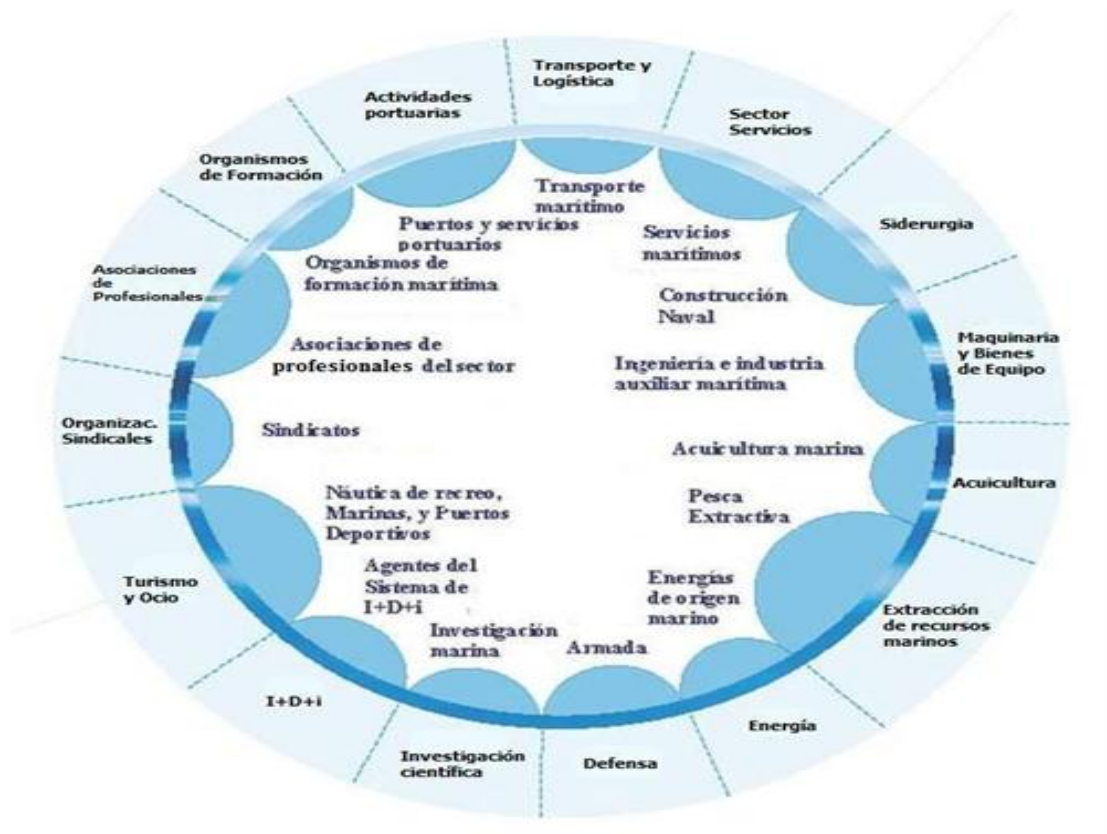 Transporte y
Logística
Sector
Servicios
Siderurgia
Maquinaria
y Bienes
de Equipo
Acuicultura
Extracción
de recursos
marinos
Energía
Defensa
Investigación
científica
I+D+i
Turismo
y Ocio
Organizac.
Sindicales
Asociaciones
de
Profesionales
Organismos
de Formación
Actividades
portuarias
Transporte
marítimo
Servicios
marítimos
Construcción
Naval
Ingeniería e industria
auxiliar marítima
Acuicultura marina
Pesca
Extractiva
Energías
de origen
marino
Armada
Investigación
marina
Agentes del
Sistema de
I+D+i
Náutica de recreo,
Marinas, y Puertos
Deportivos
Sindicatos
Asociaciones de
profesionales del sector
Organismos de
formación marítima
Puertos y servicios
portuarios